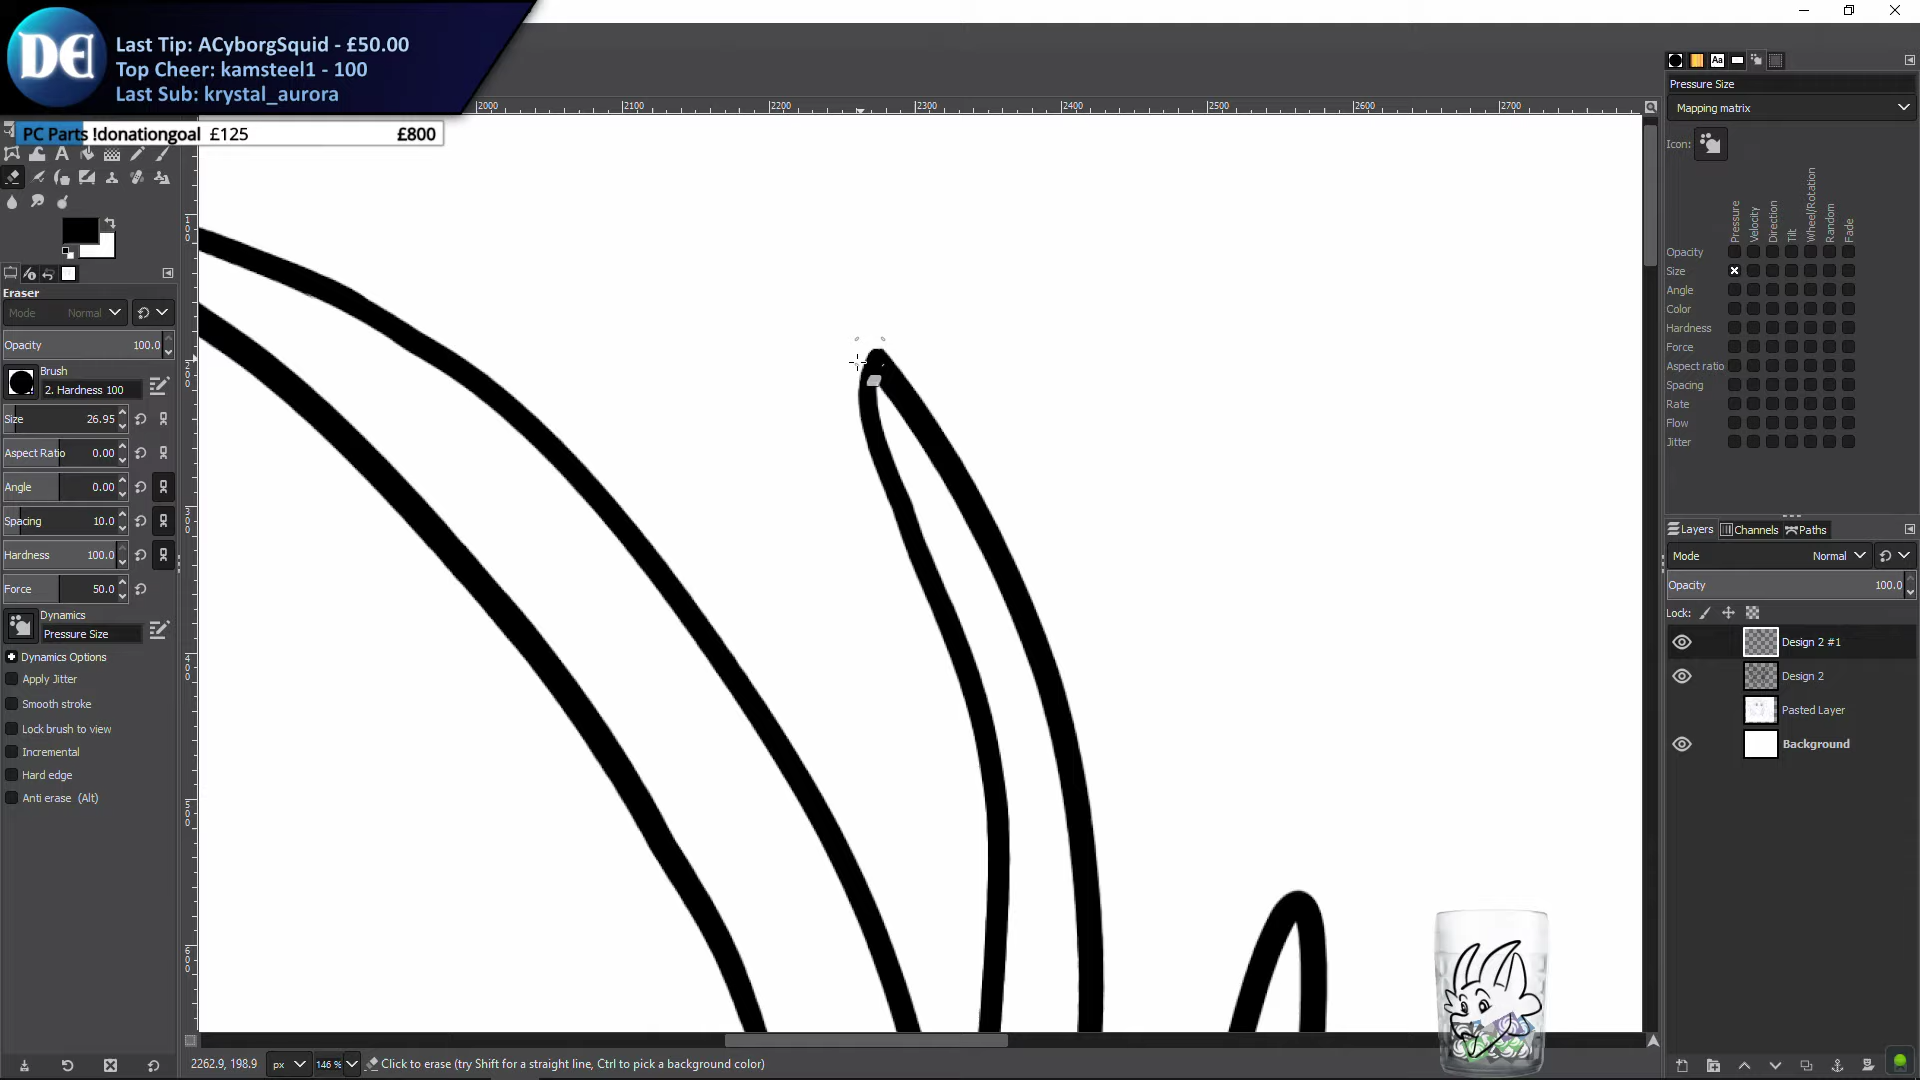 DE
Last Tip: ACyborgSquid - £50.00
Top Cheer: kamsteel1 - 100
Last Sub: krystal_aurora
PC Parts !donationgoal £125 £800
2000 2100 2200 2300 2400 2500 2600 2700
100
200
300
400
500
600
Eraser
Mode Normal
Opacity 100.0
Brush
2. Hardness 100
Size 26.95
Aspect Ratio 0.00
Angle 0.00
Spacing 10.0
Hardness 100.0
Force 50.0
Dynamics
Pressure Size
Dynamics Options
Apply Jitter
Smooth stroke
Lock brush to view
Incremental
Hard edge
Anti erase (Alt)
2262.9, 198.9 px 146 % Click to erase (try Shift for a straight line, Ctrl to pick a background color)
Aa
Pressure Size
Mapping matrix
Icon:
Pressure Velocity Direction Tilt Wheel/Rotation Random Fade
Opacity
Size
Angle
Color
Hardness
Force
Aspect ratio
Spacing
Rate
Flow
Jitter
Layers Channels Paths
Mode Normal
Opacity 100.0
Lock:
Design 2 #1
Design 2
Pasted Layer
Background